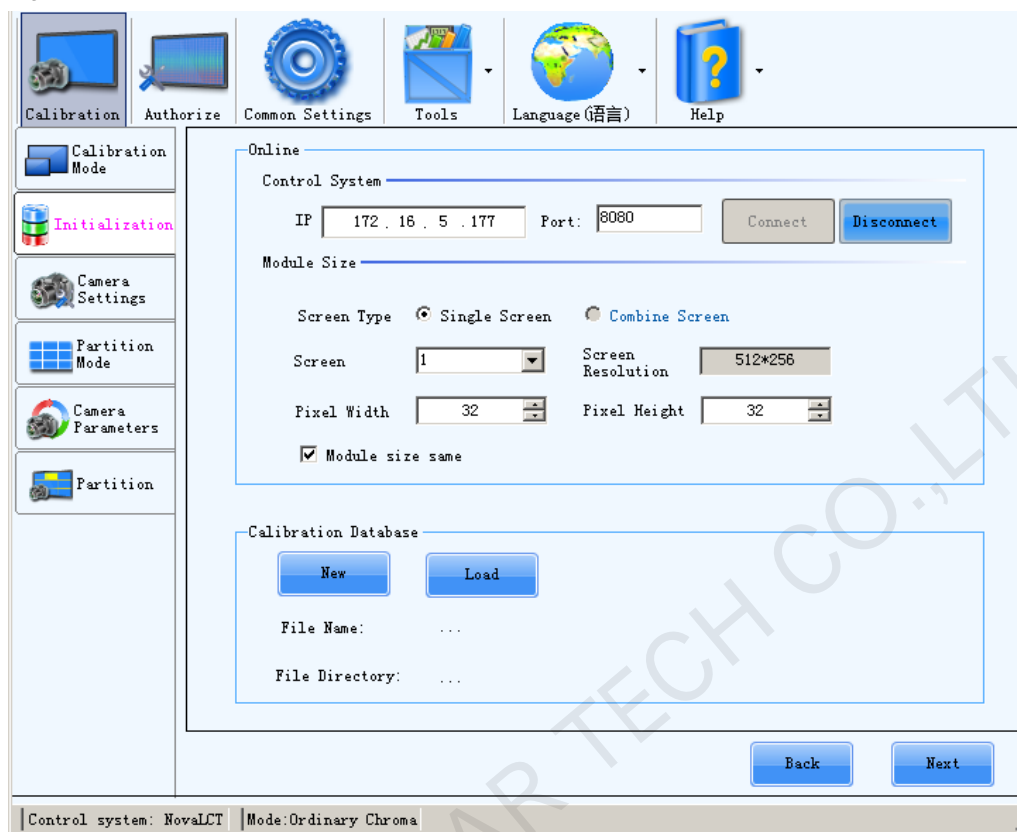 Calibration
Authorize
Common Settings
Tools
Language(语言)
Help
Calibration
Mode
Initialization
Camera
Settings
Partition
Mode
Camera
Parameters
Partition
Online
Control System
IP 172 . 16 . 5 . 177 Port: 8080 Connect Disconnect
Module Size
Screen Type Single Screen Combine Screen
Screen 1 Screen
Resolution 512*256
Pixel Width 32 Pixel Height 32
Module size same
Calibration Database
New Load
File Name: ...
File Directory: ...
Back Next
Control system: NovaLCT Mode:Ordinary Chroma
AR TECH CO.,LT